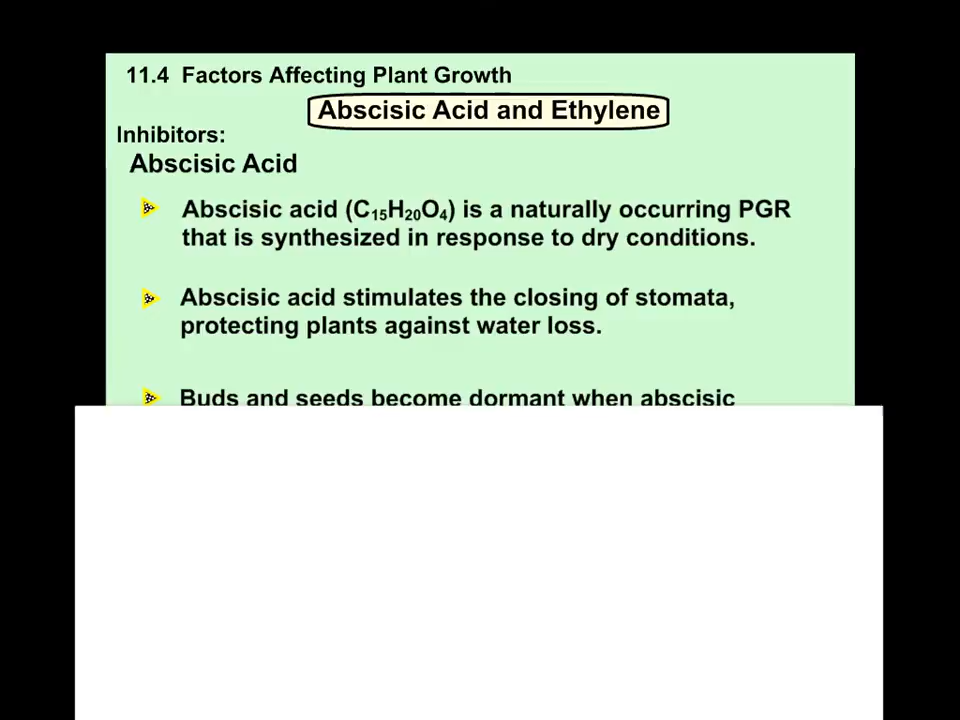 11.4 Factors Affecting Plant Growth
Abscisic Acid and Ethylene
Inhibitors:
Abscisic Acid
Abscisic acid (C₁₅H₂₀O₄) is a naturally occurring PGR
that is synthesized in response to dry conditions.
Abscisic acid stimulates the closing of stomata,
protecting plants against water loss.
Buds and seeds become dormant when abscisic